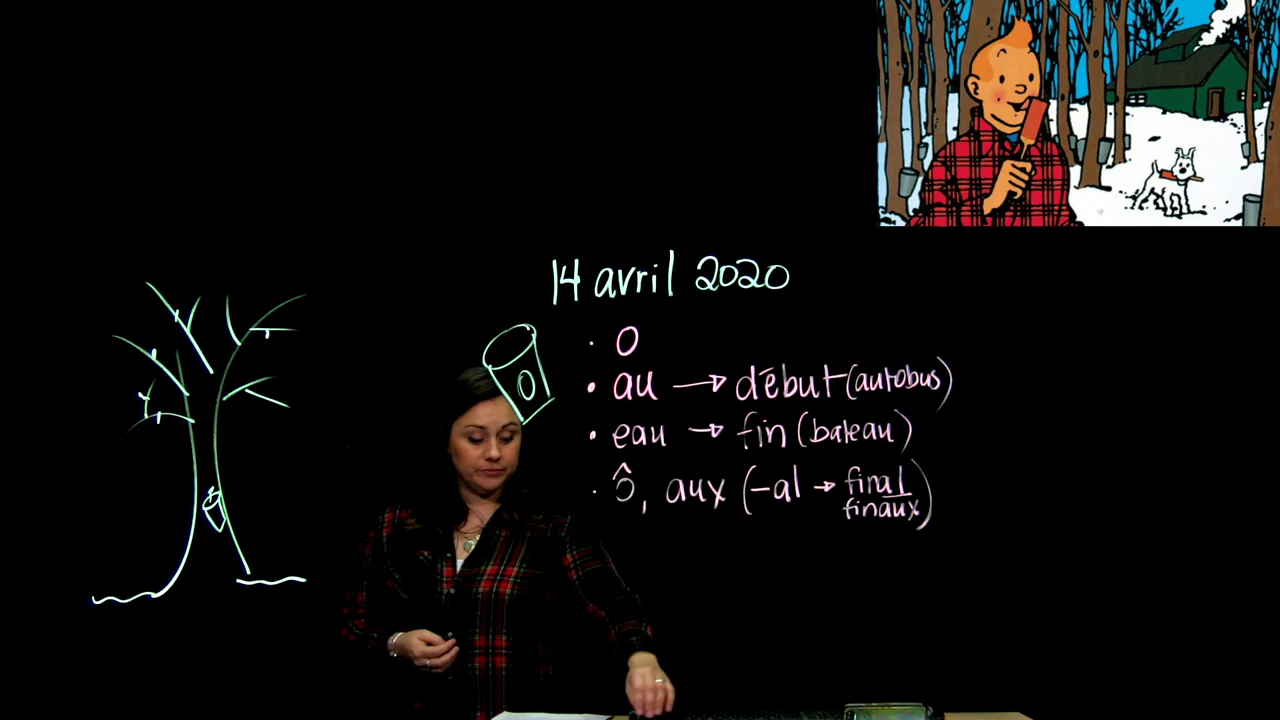 14 avril 2020
• O
• au → début (autobus)
• eau → fin (bateau)
• ô, aux (-al → final
finaux)
O